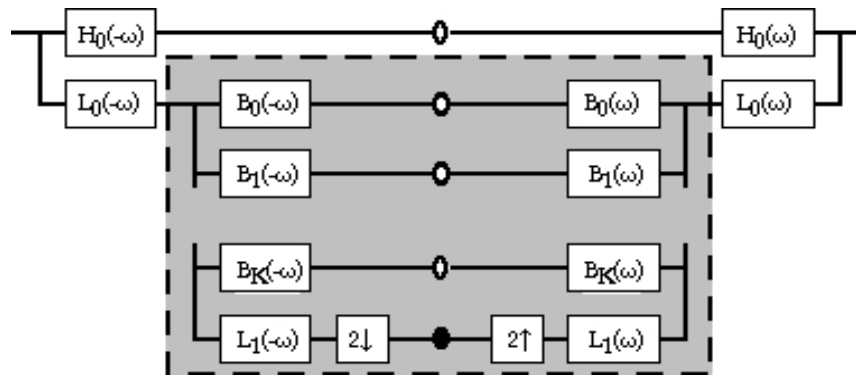 H0(-ω) H0(ω)
L0(-ω) B0(-ω) B0(ω) L0(ω)
B1(-ω) B1(ω)
BK(-ω) BK(ω)
L1(-ω) 2↓ 2↑ L1(ω)